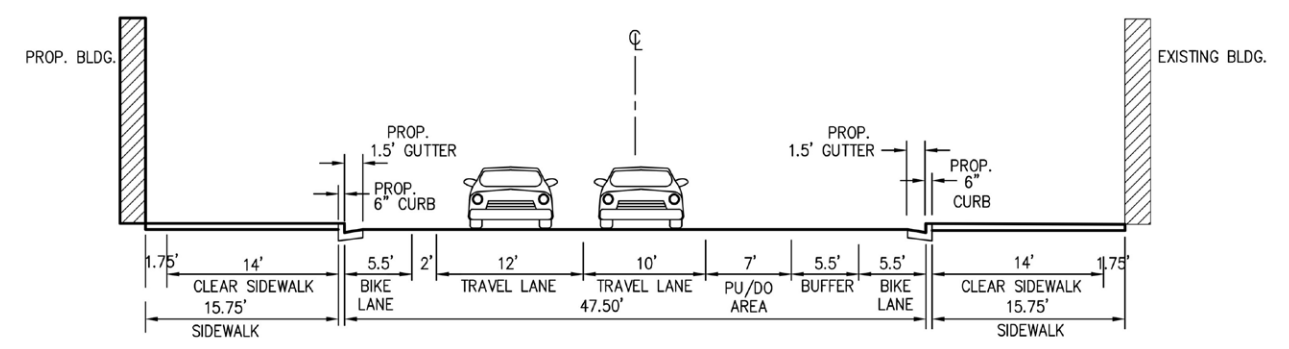 ℄
PROP. BLDG.
EXISTING BLDG.
PROP.
1.5' GUTTER
PROP.
6" CURB
PROP.
1.5' GUTTER
PROP.
6"
CURB
1.75'
14'
CLEAR SIDEWALK
15.75'
SIDEWALK
5.5'
BIKE
LANE
2'
12'
TRAVEL LANE
10'
TRAVEL LANE
7'
PU/DO
AREA
5.5'
BUFFER
5.5'
BIKE
LANE
47.50'
14'
CLEAR SIDEWALK
1.75'
15.75'
SIDEWALK